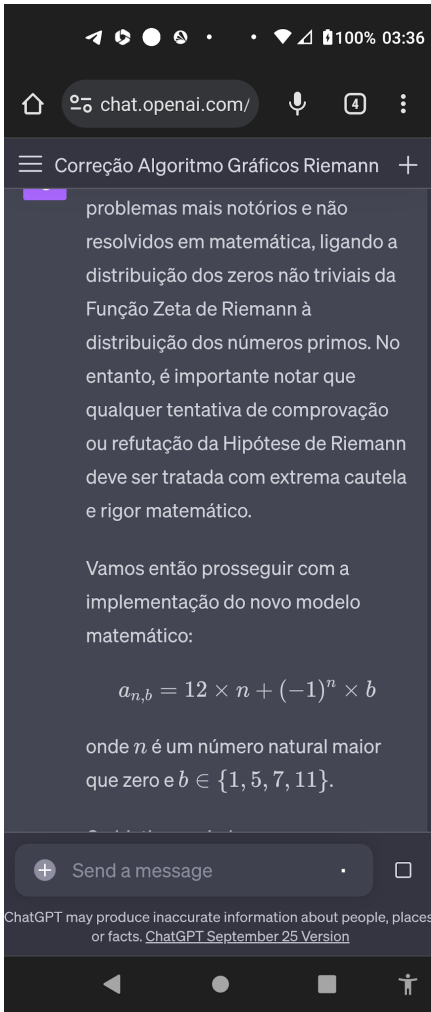 100% 03:36
chat.openai.com/
4
Correção Algoritmo Gráficos Riemann
problemas mais notórios e não
resolvidos em matemática, ligando a
distribuição dos zeros não triviais da
Função Zeta de Riemann à
distribuição dos números primos. No
entanto, é importante notar que
qualquer tentativa de comprovação
ou refutação da Hipótese de Riemann
deve ser tratada com extrema cautela
e rigor matemático.
Vamos então prosseguir com a
implementação do novo modelo
matemático:
a_{n,b} = 12 × n + (−1)^n × b
onde n é um número natural maior
que zero e b ∈ {1, 5, 7, 11}.
Send a message
ChatGPT may produce inaccurate information about people, places
or facts. ChatGPT September 25 Version